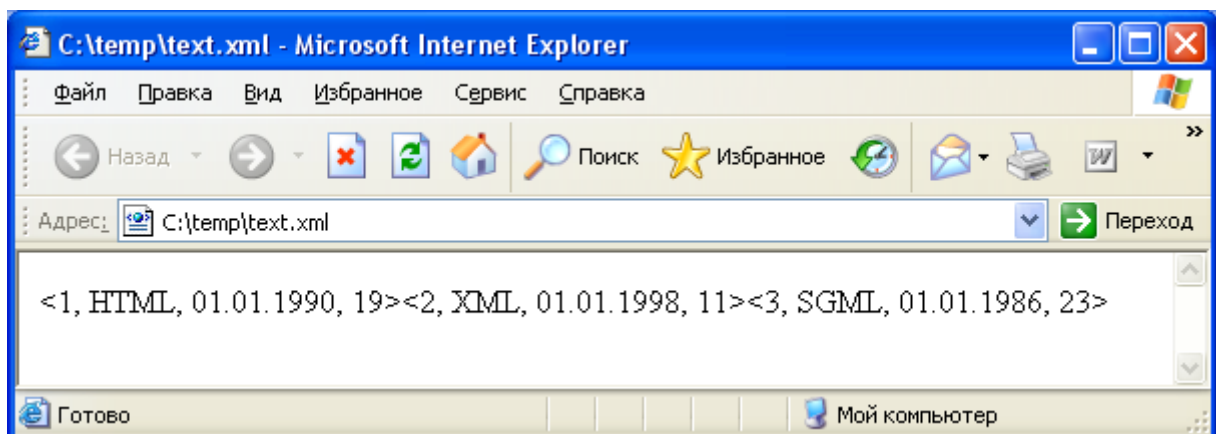 C:\temp\text.xml - Microsoft Internet Explorer
Файл Правка Вид Избранное Сервис Справка
Назад Поиск Избранное W »
Адрес: C:\temp\text.xml Переход
<1, HTML, 01.01.1990, 19><2, XML, 01.01.1998, 11><3, SGML, 01.01.1986, 23>
Готово Мой компьютер